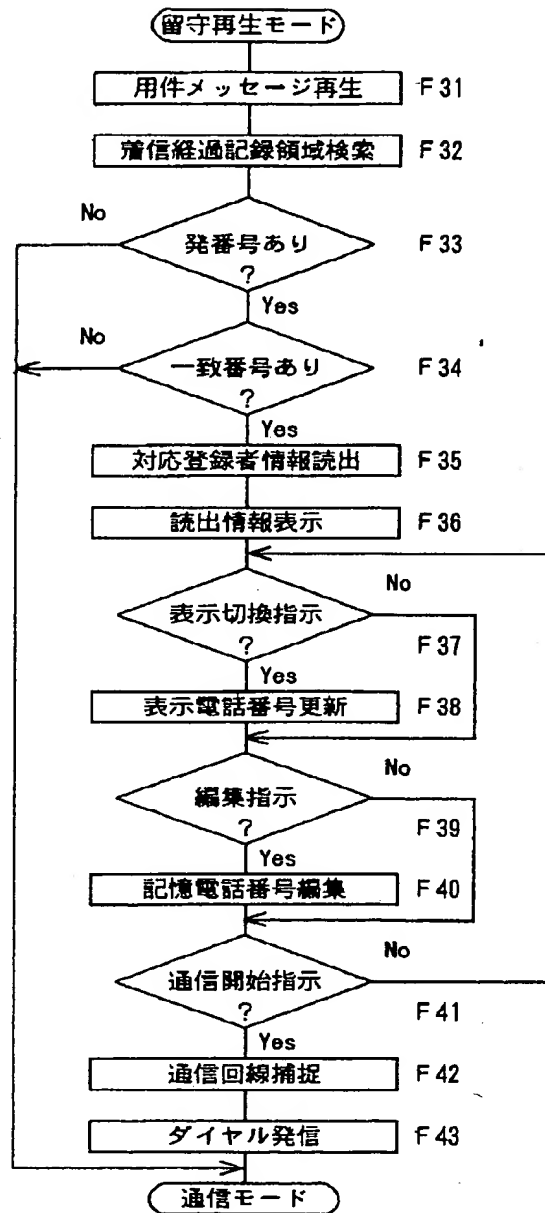 留守再生モード
用件メッセージ再生 F31
着信経過記録領域検索 F32
No
発番号あり F33
?
Yes
No
一致番号あり F34
?
Yes
対応登録者情報読出 F35
読出情報表示 F36
No
表示切換指示
? F37
Yes
表示電話番号更新 F38
No
編集指示
? F39
Yes
記憶電話番号編集 F40
No
通信開始指示
? F41
Yes
通信回線捕捉 F42
ダイヤル発信 F43
通信モード